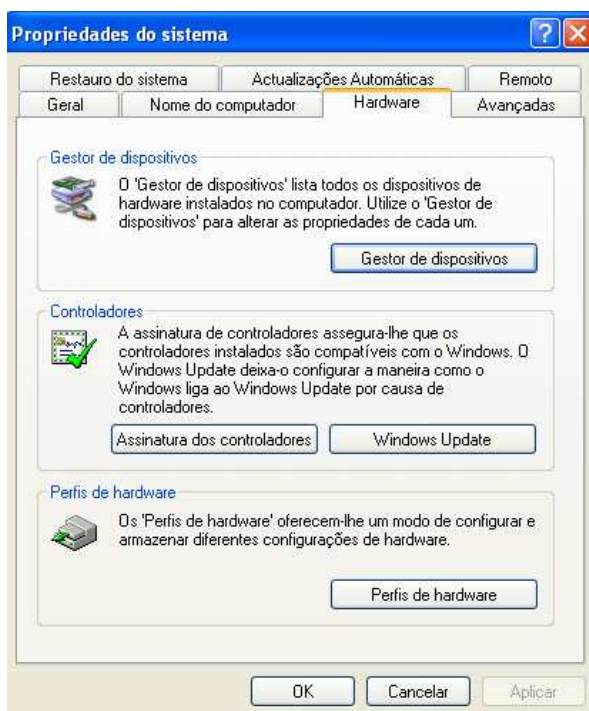 Propriedades do sistema
Restauro do sistema
Actualizações Automáticas
Remoto
Geral
Nome do computador
Hardware
Avançadas
Gestor de dispositivos
O 'Gestor de dispositivos' lista todos os dispositivos de
hardware instalados no computador. Utilize o 'Gestor de
dispositivos' para alterar as propriedades de cada um.
Gestor de dispositivos
Controladores
A assinatura de controladores assegura-lhe que os
controladores instalados são compatíveis com o Windows. O
Windows Update deixa-o configurar a maneira como o
Windows liga ao Windows Update por causa de
controladores.
Assinatura dos controladores
Windows Update
Perfis de hardware
Os 'Perfis de hardware' oferecem-lhe um modo de configurar e
armazenar diferentes configurações de hardware.
Perfis de hardware
OK
Cancelar
Aplicar